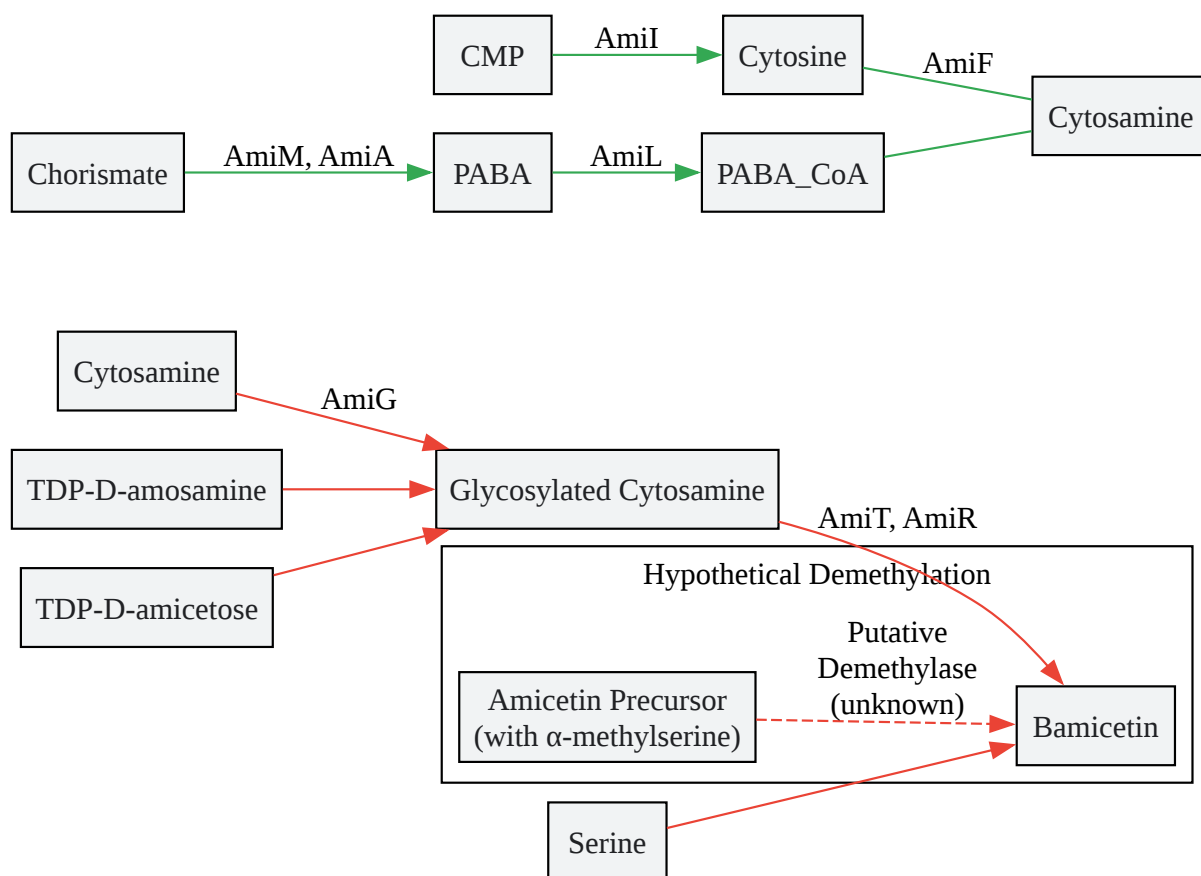 CMP
AmiI
Cytosine
AmiF
Cytosamine
Chorismate
AmiM, AmiA
PABA
AmiL
PABA_CoA
Cytosamine
AmiG
TDP-D-amosamine
Glycosylated Cytosamine
AmiT, AmiR
TDP-D-amicetose
Hypothetical Demethylation
Putative
Demethylase
(unknown)
Amicetin Precursor
(with α-methylserine)
Bamicetin
Serine